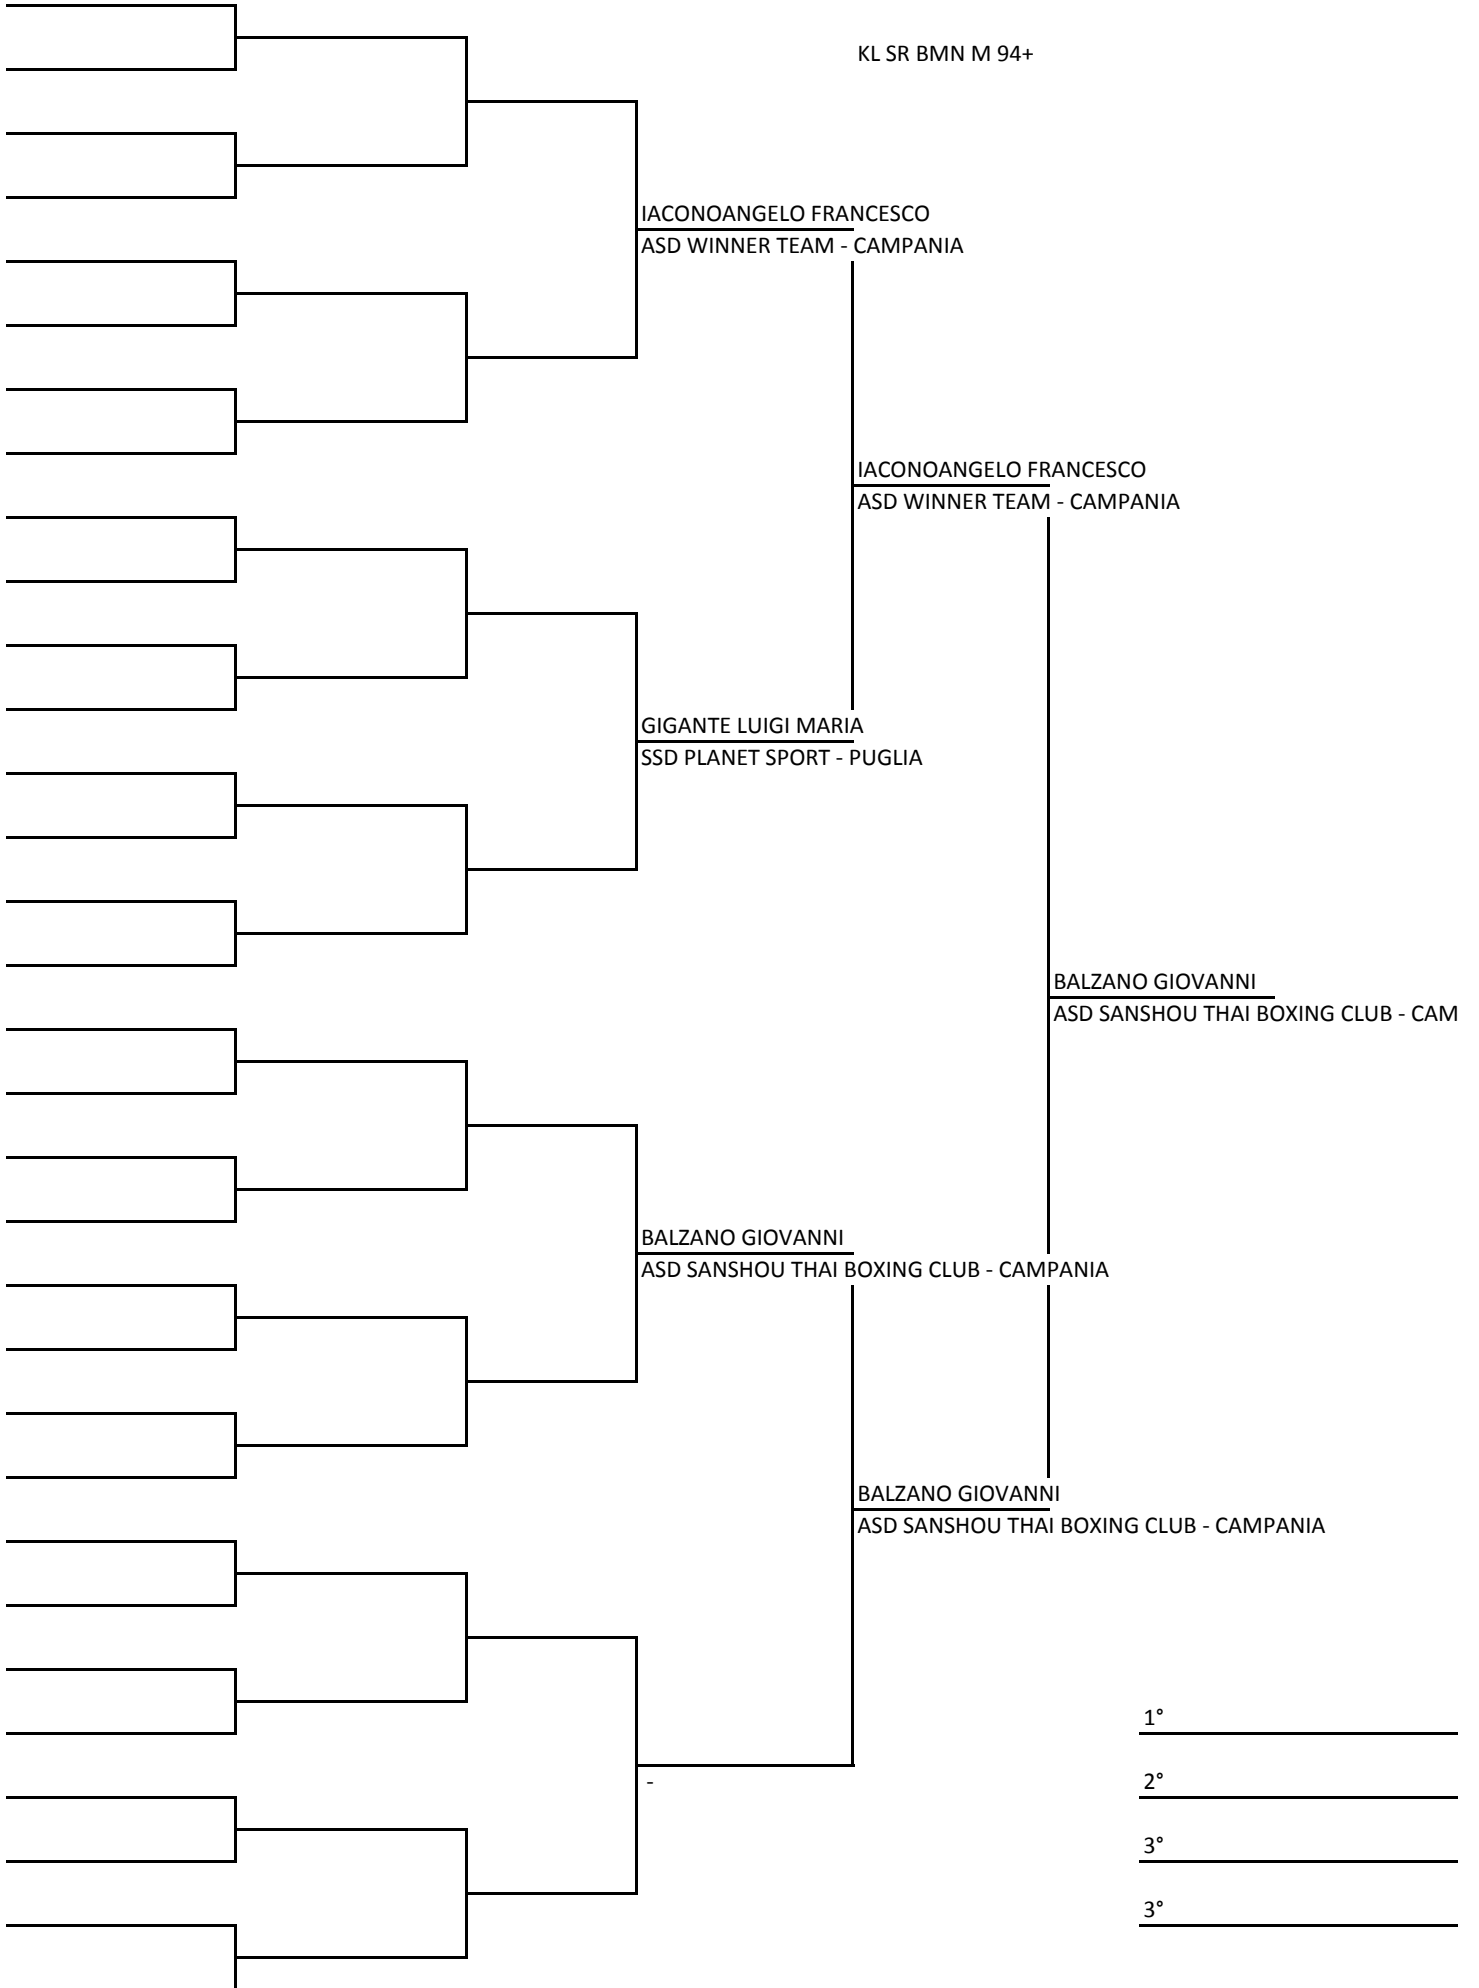 KL SR BMN M 94+
IACONOANGELO FRANCESCO
ASD WINNER TEAM - CAMPANIA
IACONOANGELO FRANCESCO
ASD WINNER TEAM - CAMPANIA
GIGANTE LUIGI MARIA
SSD PLANET SPORT - PUGLIA
BALZANO GIOVANNI
ASD SANSHOU THAI BOXING CLUB - CAM
BALZANO GIOVANNI
ASD SANSHOU THAI BOXING CLUB - CAMPANIA
BALZANO GIOVANNI
ASD SANSHOU THAI BOXING CLUB - CAMPANIA
1°
-
2°
3°
3°